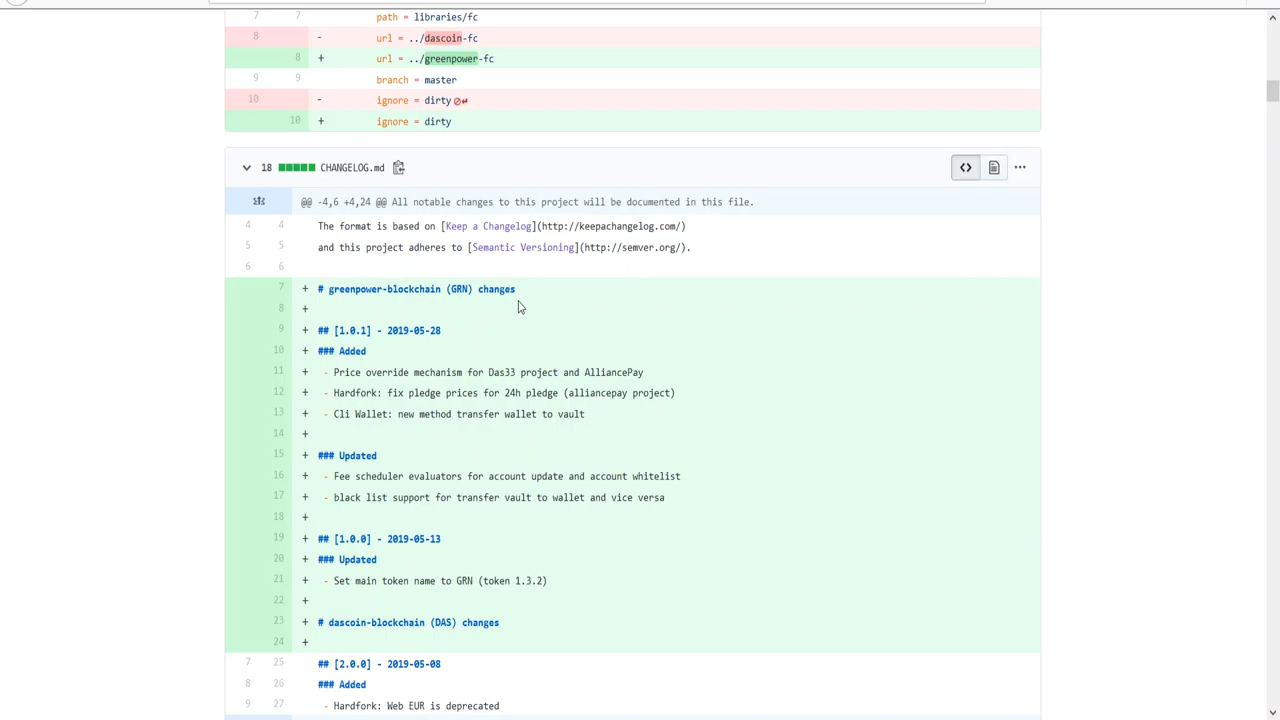 7 7 path = libraries/fc
8 - url = ../dascoin-fc
8 + url = ../greenpower-fc
9 9 branch = master
10 - ignore = dirty
10 + ignore = dirty
18 CHANGELOG.md
@@ -4,6 +4,24 @@ All notable changes to this project will be documented in this file.
4 4 The format is based on [Keep a Changelog](http://keepachangelog.com/)
5 5 and this project adheres to [Semantic Versioning](http://semver.org/).
6 6
7 + # greenpower-blockchain (GRN) changes
8 +
9 + ## [1.0.1] - 2019-05-28
10 + ### Added
11 + - Price override mechanism for Das33 project and AlliancePay
12 + - Hardfork: fix pledge prices for 24h pledge (alliancepay project)
13 + - Cli Wallet: new method transfer wallet to vault
14 +
15 + ### Updated
16 + - Fee scheduler evaluators for account update and account whitelist
17 + - black list support for transfer vault to wallet and vice versa
18 +
19 + ## [1.0.0] - 2019-05-13
20 + ### Updated
21 + - Set main token name to GRN (token 1.3.2)
22 +
23 + # dascoin-blockchain (DAS) changes
24 +
7 25 ## [2.0.0] - 2019-05-08
8 26 ### Added
9 27 - Hardfork: Web EUR is deprecated